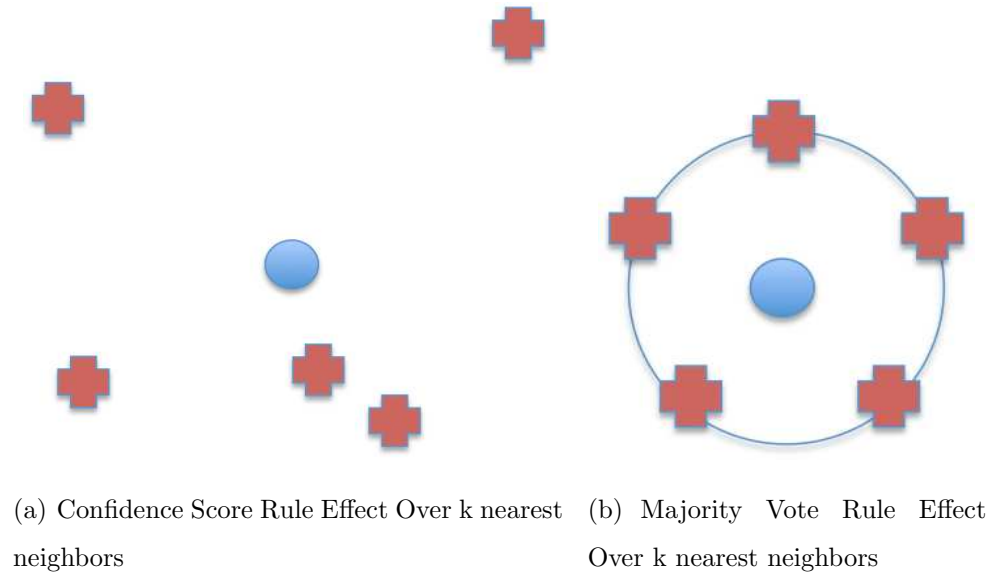 (a) Confidence Score Rule Effect Over k nearest
neighbors
(b) Majority Vote Rule Effect
Over k nearest neighbors